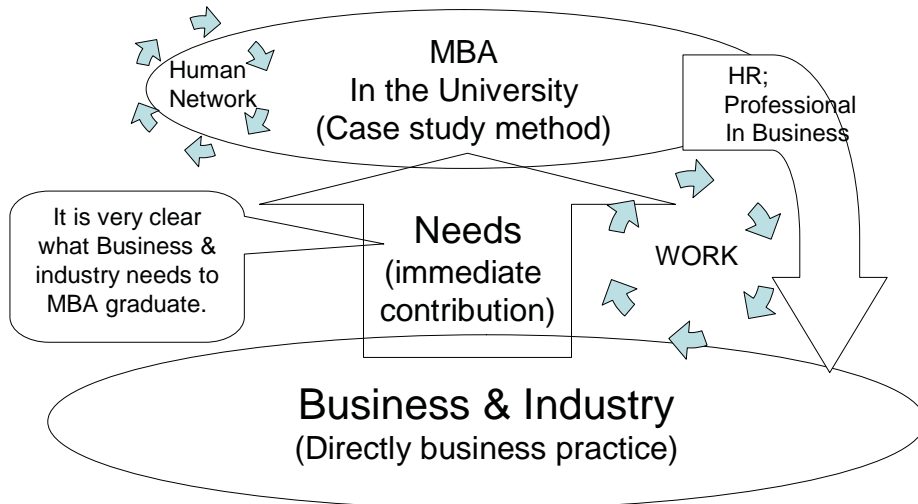 MBA
In the University
(Case study method)
Human
Network
HR;
Professional
In Business
It is very clear
what Business &
industry needs to
MBA graduate.
Needs
(immediate
contribution)
WORK
Business & Industry
(Directly business practice)